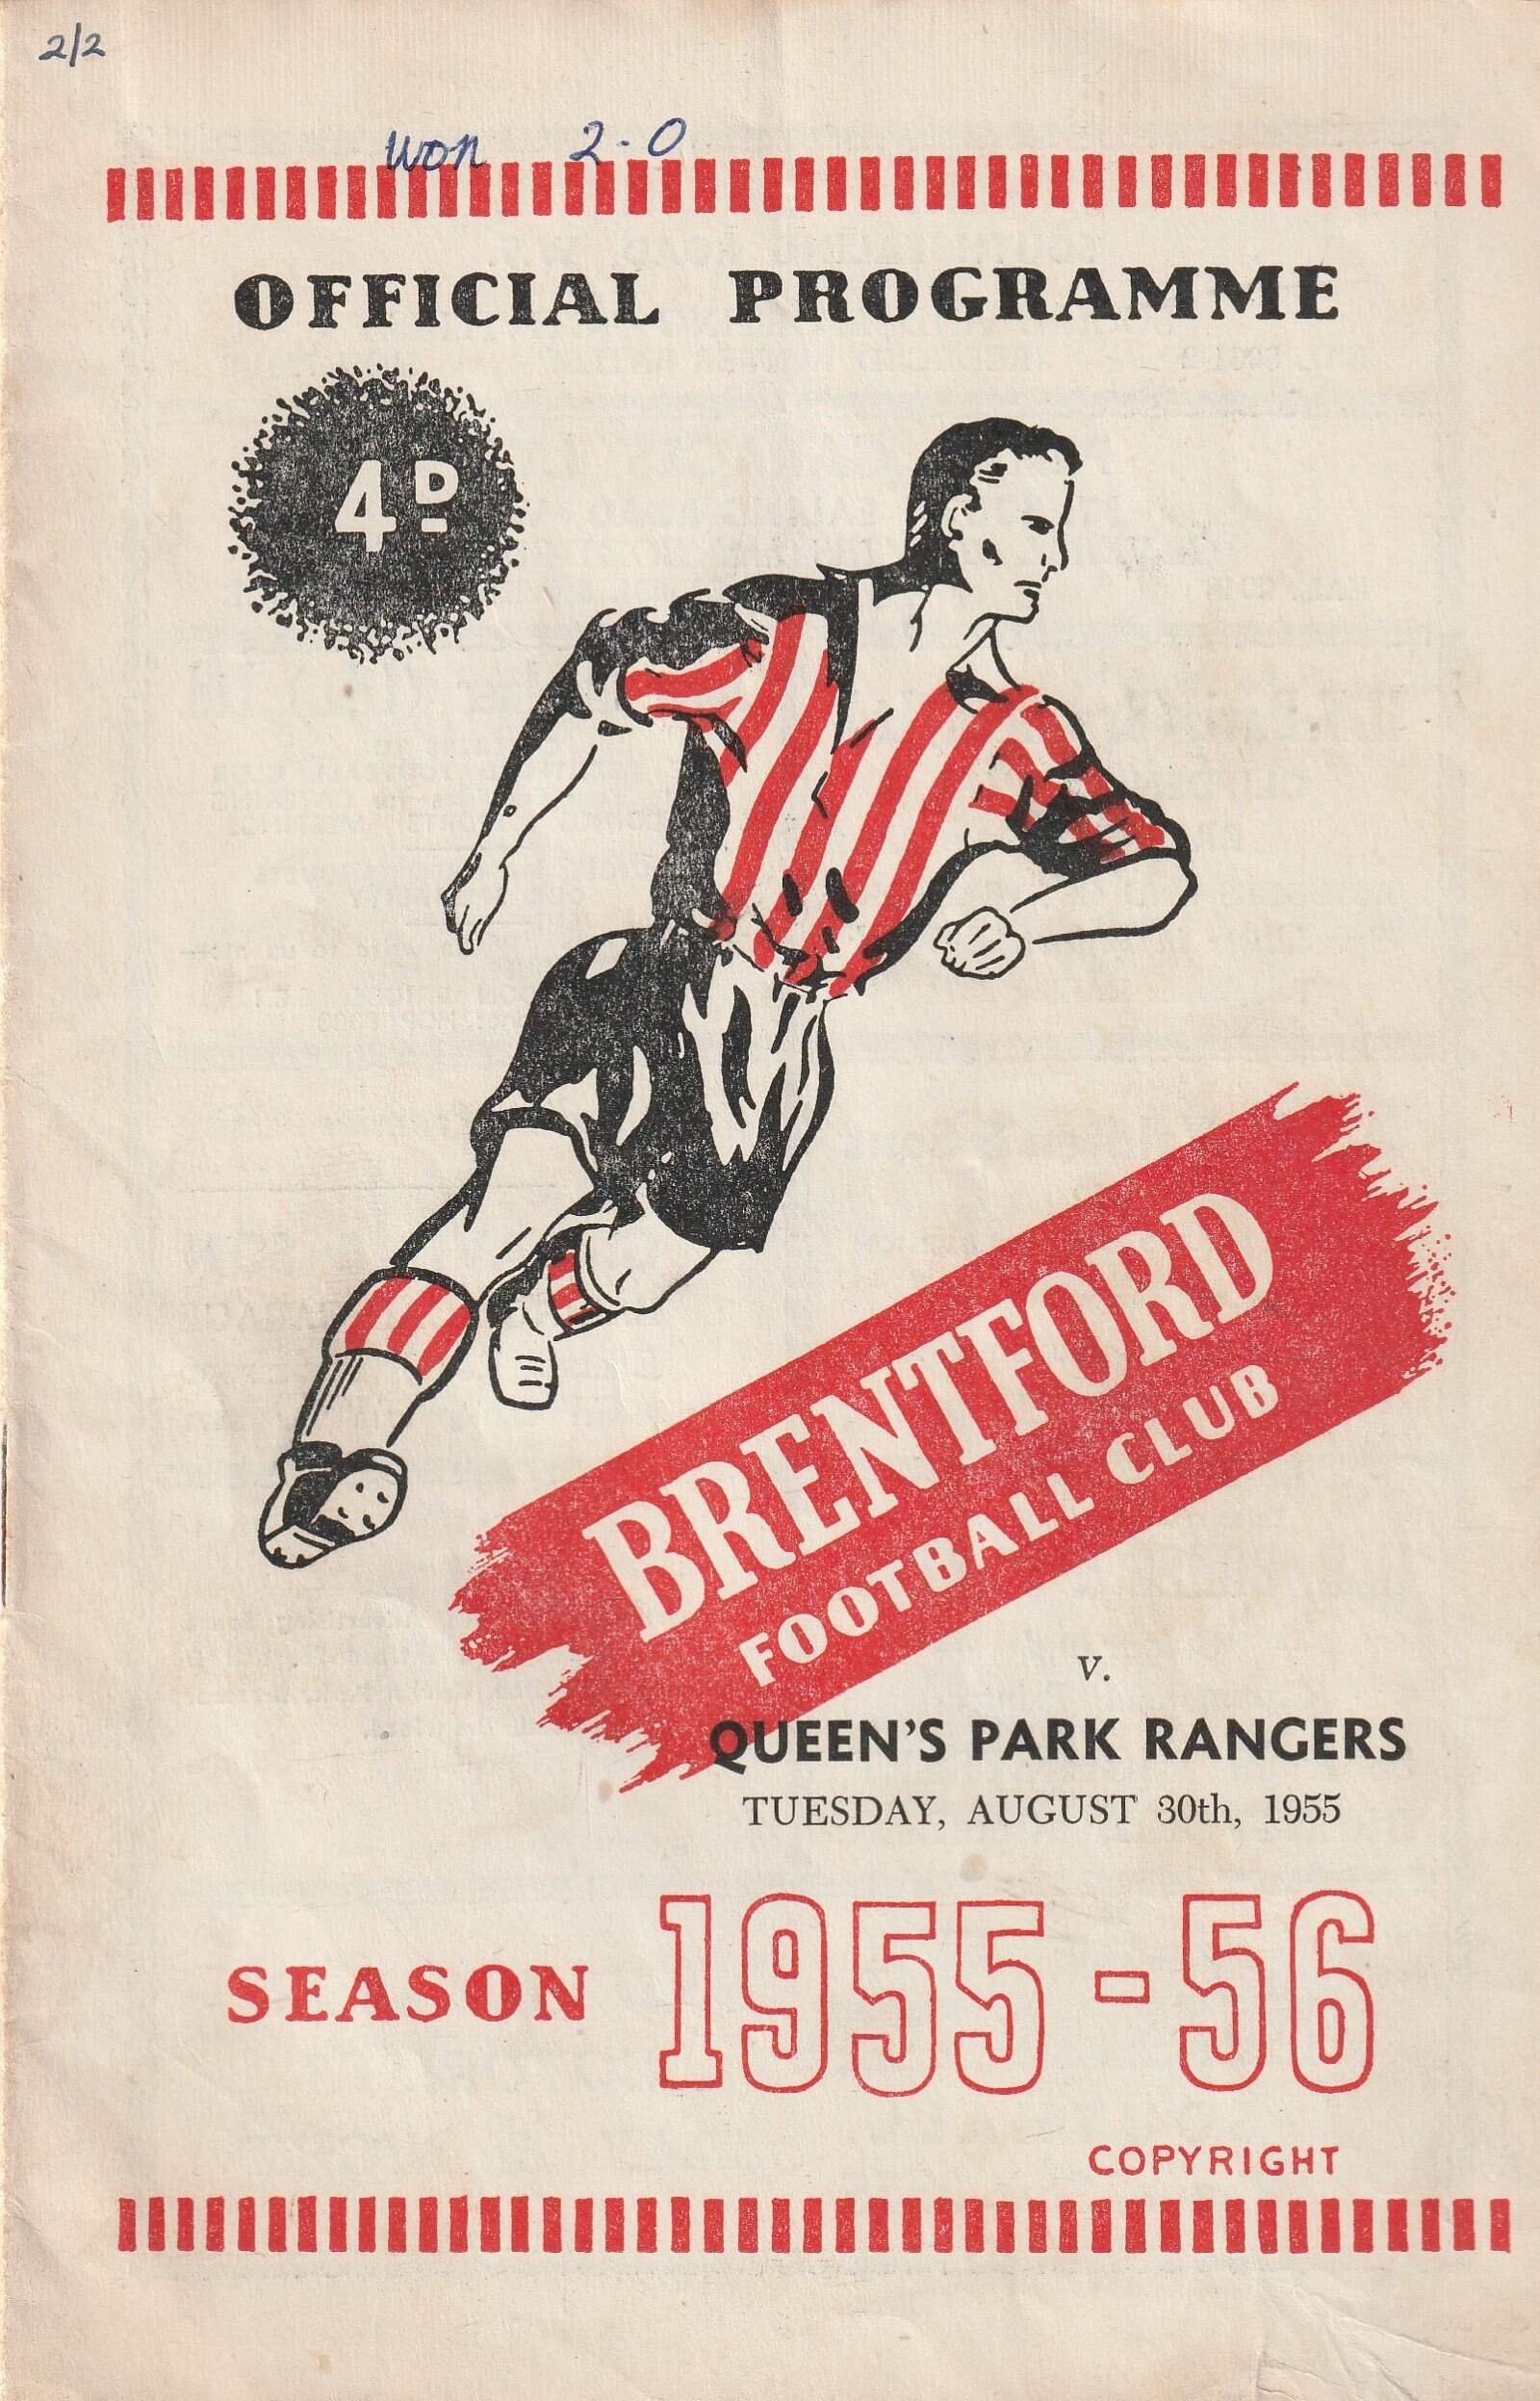 2/2
won 2-0
OFFICIAL PROGRAMME
4D
BRENTFORD
FOOTBALL CLUB
v.
QUEEN'S PARK RANGERS
TUESDAY, AUGUST 30th, 1955
SEASON 1955-56
COPYRIGHT